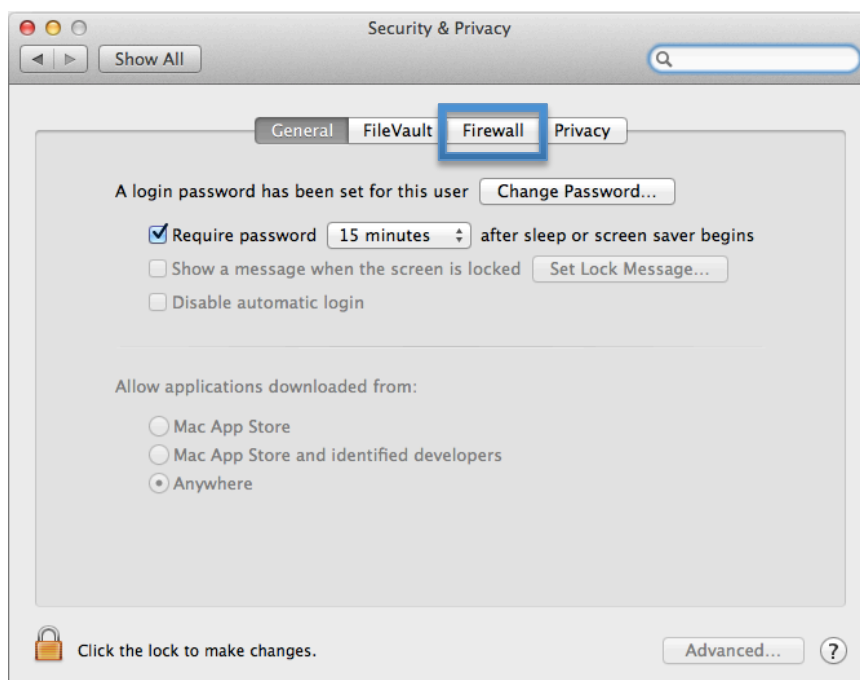 Security & Privacy
Show All
General FileVault Firewall Privacy
A login password has been set for this user Change Password...
Require password 15 minutes after sleep or screen saver begins
Show a message when the screen is locked Set Lock Message...
Disable automatic login
Allow applications downloaded from:
Mac App Store
Mac App Store and identified developers
Anywhere
Click the lock to make changes. Advanced... ?